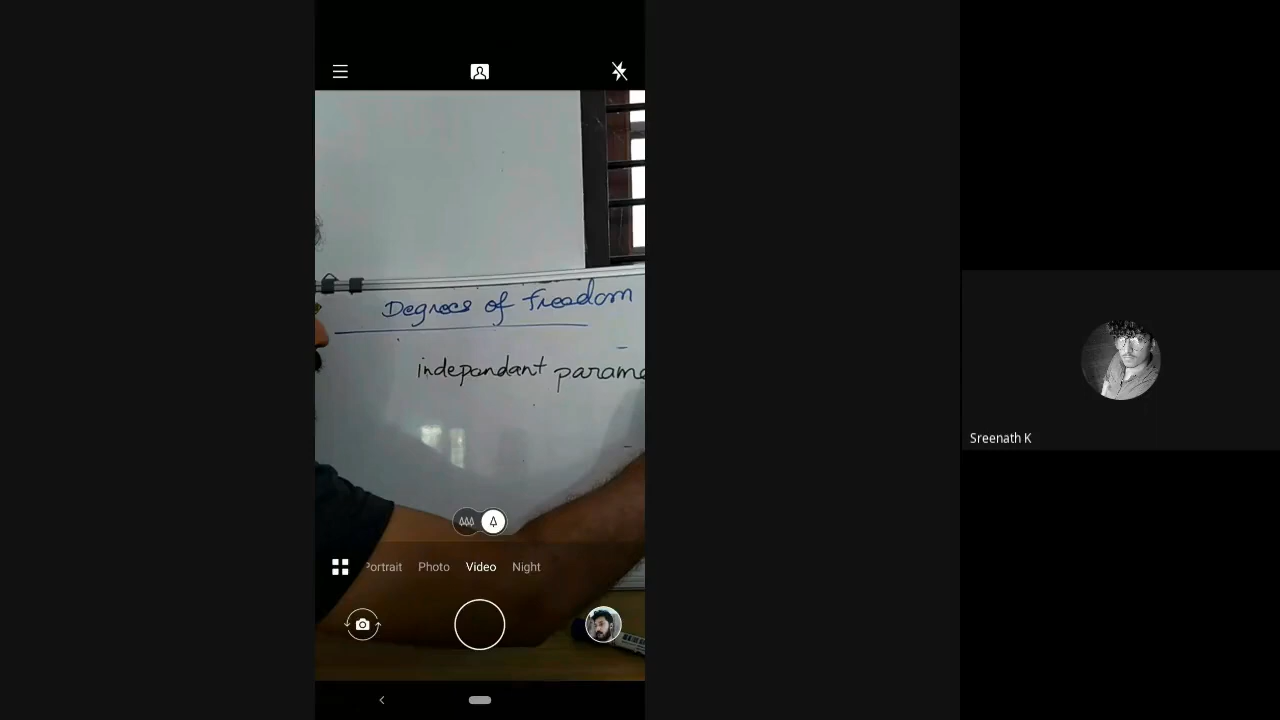 Degrees of freedom
independant parame
Portrait Photo Video Night
Sreenath K